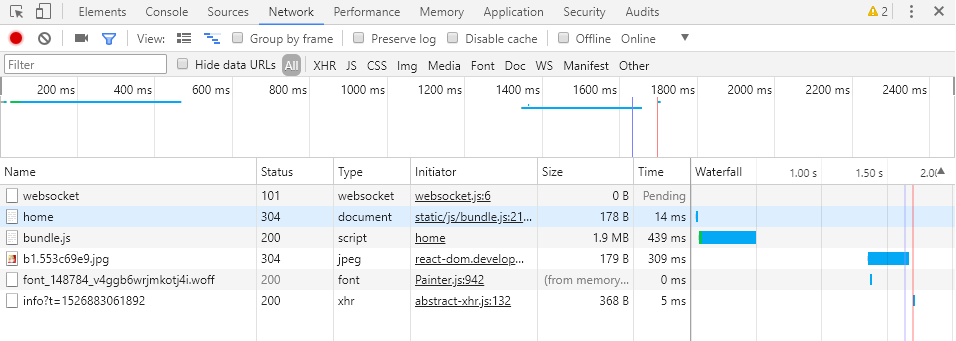 Elements Console Sources Network Performance Memory Application Security Audits 2
View: Group by frame Preserve log Disable cache Offline Online
Filter Hide data URLs All XHR JS CSS Img Media Font Doc WS Manifest Other
200 ms 400 ms 600 ms 800 ms 1000 ms 1200 ms 1400 ms 1600 ms 1800 ms 2000 ms 2200 ms 2400 ms
Name Status Type Initiator Size Time Waterfall 1.00 s 1.50 s 2.00
websocket 101 websocket websocket.js:6 0 B Pending
home 304 document static/js/bundle.js:21... 178 B 14 ms
bundle.js 200 script home 1.9 MB 439 ms
b1.553c69e9.jpg 304 jpeg react-dom.develop... 179 B 309 ms
font_148784_v4ggb6wrjmkotj4i.woff 200 font Painter.js:942 (from memory... 0 ms
info?t=1526883061892 200 xhr abstract-xhr.js:132 368 B 5 ms